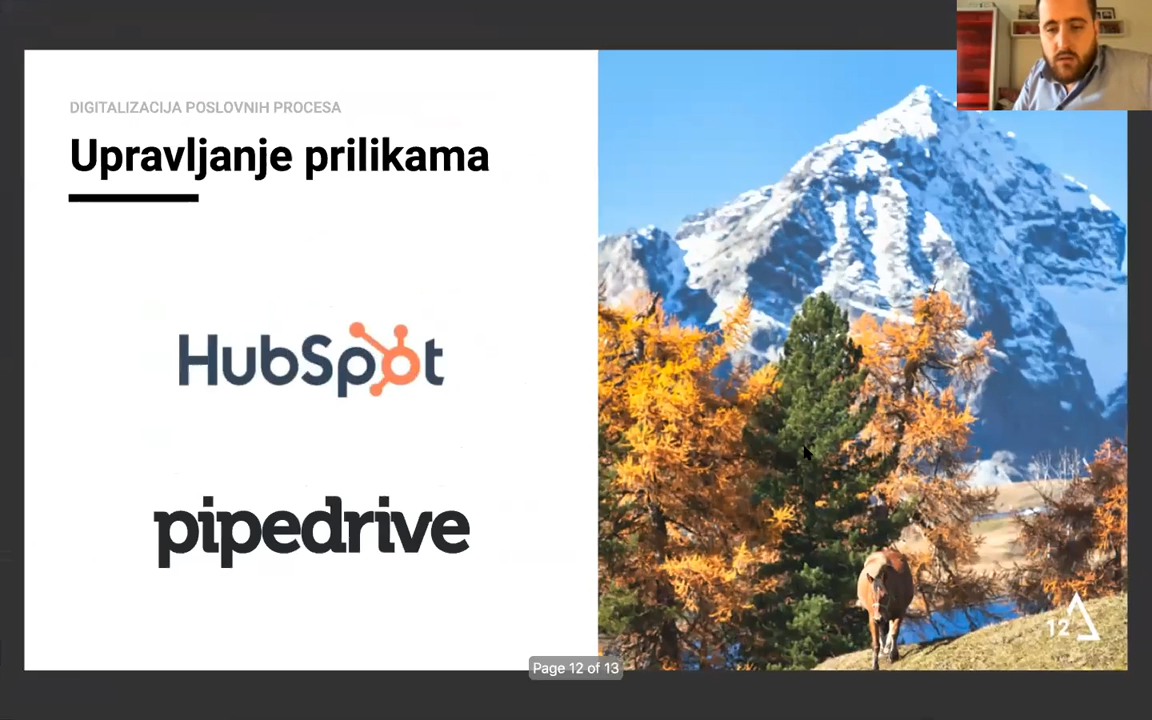 DIGITALIZACIJA POSLOVNIH PROCESA
Upravljanje prilikama
HubSpot
pipedrive
12
Page 12 of 13